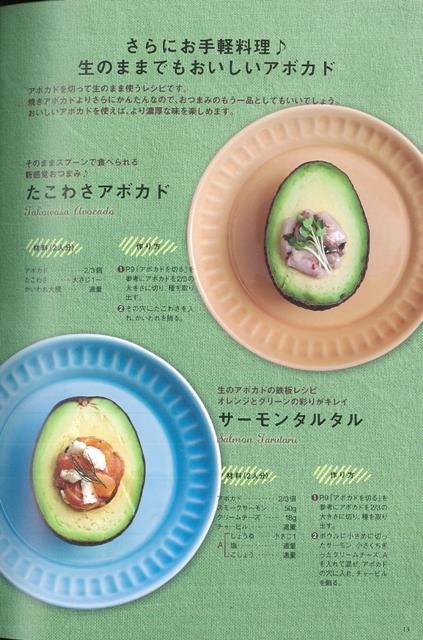 さらにお手軽料理♪
生のままでもおいしいアボカド
アボカドを切って生のまま使うレシピです。
焼きアボカドよりさらにかんたんなので、おつまみのもう一品としてもいいでしょう。
おいしいアボカドを使えば、より濃厚な味を楽しめます。
そのままスプーンで食べられる
新感覚おつまみ♪
たこわさアボカド
Takowasa Avocado
材料(2人分)
アボカド 2/3個
たこわさ 大さじ1〜
かいわれ大根 適量
作り方
❶ P.9「アボカドを切る」を
参考にアボカドを2/3の
大きさに切り、種を取り
出す。
❷ その穴にたこわさを入
れ、かいわれを飾る。
生のアボカドの鉄板レシピ
オレンジとグリーンの彩りがキレイ
サーモンタルタル
Salmon Tarutaru
材料(2人分)
アボカド 2/3個
スモークサーモン 50g
クリームチーズ 18g
チャービル 適量
A しょうゆ 小さじ1
塩 適量
こしょう 適量
作り方
❶ P.9「アボカドを切る」を
参考にアボカドを2/3の
大きさに切り、種を取り
出す。
❷ ボウルに小さめに切っ
たサーモン、小さくちぎ
ったクリームチーズ、A
を入れて混ぜ、アボカド
の穴に入れ、チャービル
を飾る。
13